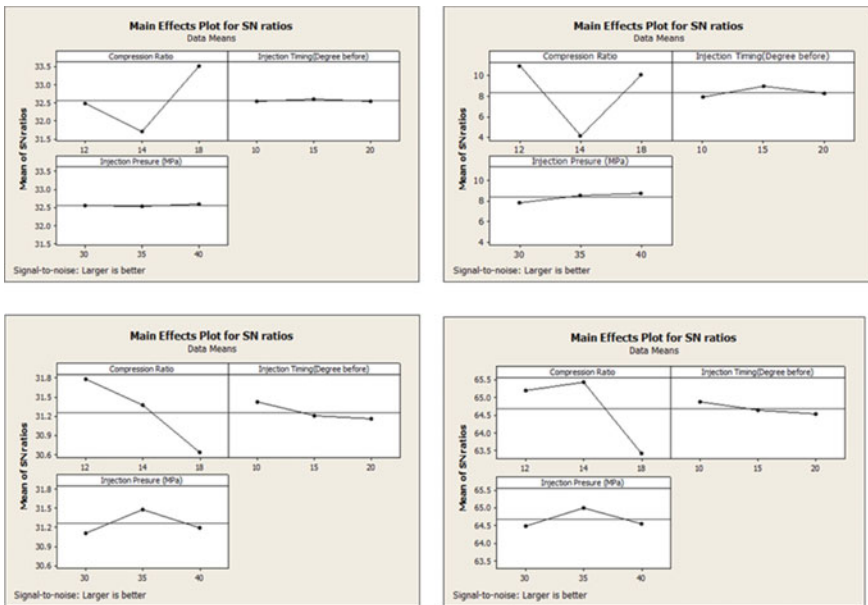 Main Effects Plot for SN ratios
Data Means
Compression Ratio
Injection Timing(Degree before)
33.5
33.0
32.5
32.0
31.5
12
14
18
10
15
20
Injection Presure (MPa)
33.5
33.0
32.5
32.0
31.5
30
35
40
Mean of SN ratios
Signal-to-noise: Larger is better
Main Effects Plot for SN ratios
Data Means
Compression Ratio
Injection Timing(Degree before)
10
8
6
4
12
14
18
10
15
20
Injection Presure (MPa)
10
8
6
4
30
35
40
Mean of SN ratios
Signal-to-noise: Larger is better
Main Effects Plot for SN ratios
Data Means
Compression Ratio
Injection Timing(Degree before)
31.8
31.5
31.2
30.9
30.6
12
14
18
10
15
20
Injection Presure (MPa)
31.8
31.5
31.2
30.9
30.6
30
35
40
Mean of SN ratios
Signal-to-noise: Larger is better
Main Effects Plot for SN ratios
Data Means
Compression Ratio
Injection Timing(Degree before)
65.5
65.0
64.5
64.0
63.5
12
14
18
10
15
20
Injection Presure (MPa)
65.5
65.0
64.5
64.0
63.5
30
35
40
Mean of SN ratios
Signal-to-noise: Larger is better